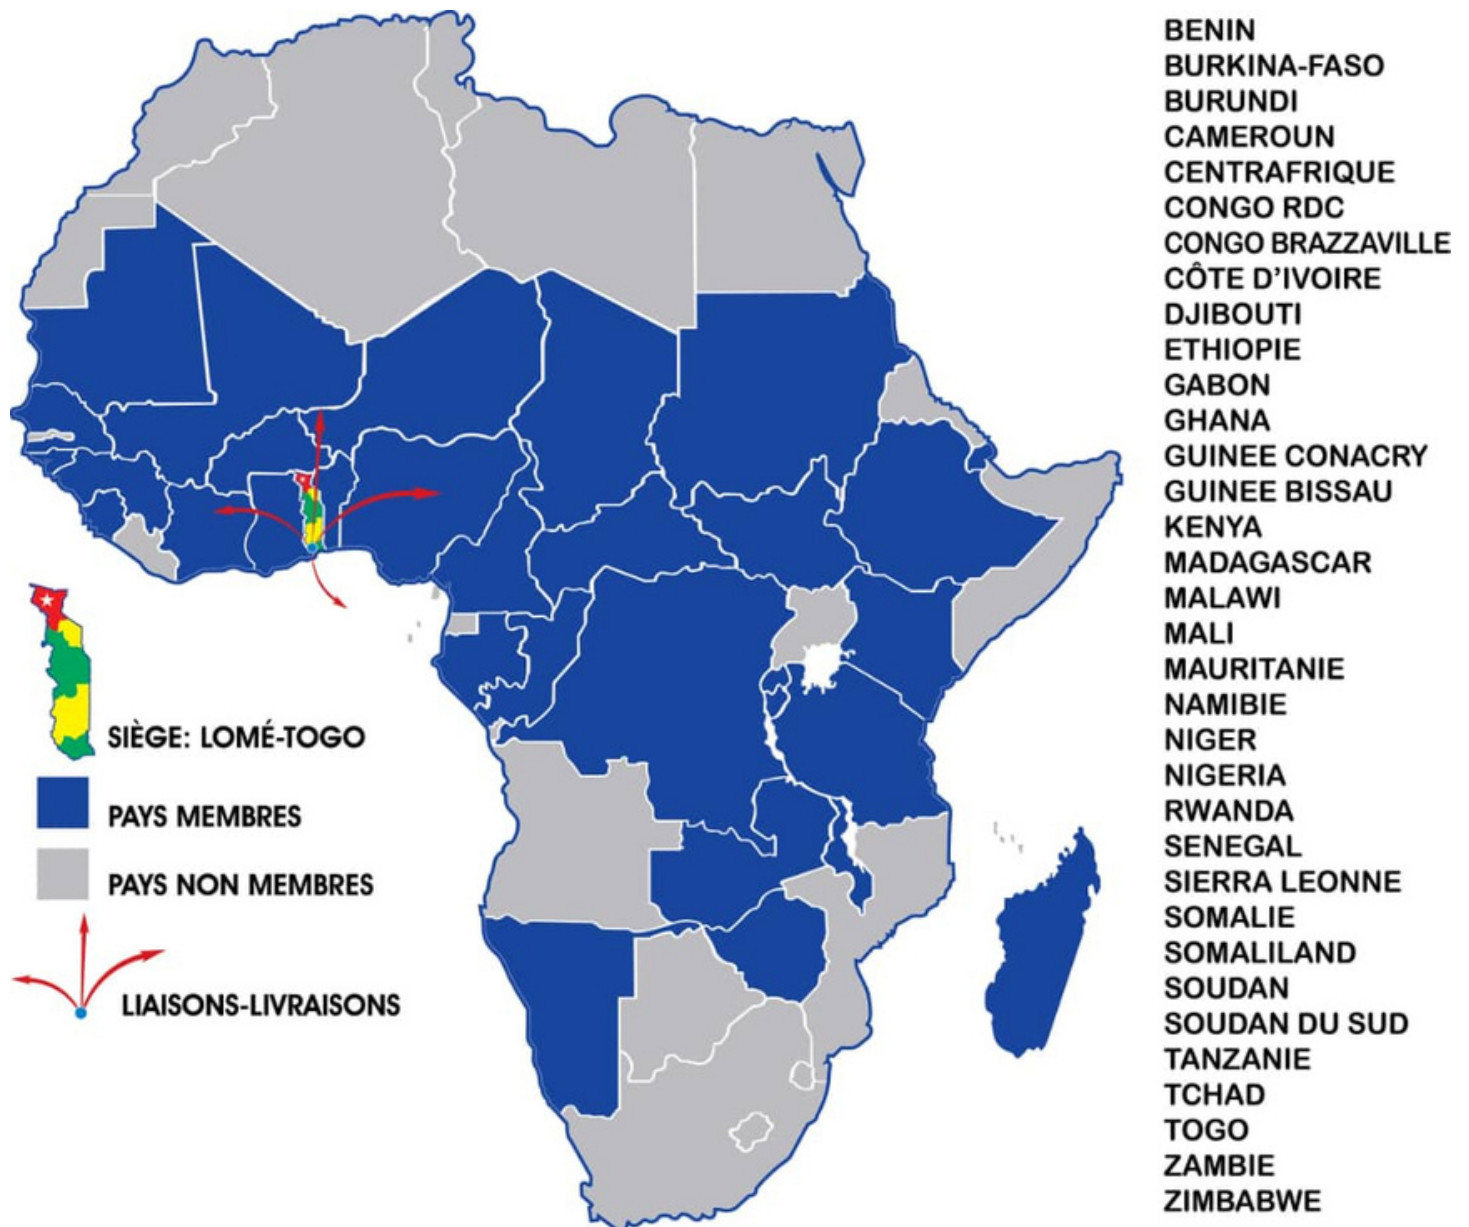 BENIN
BURKINA-FASO
BURUNDI
CAMEROUN
CENTRAFRIQUE
CONGO RDC
CONGO BRAZZAVILLE
CÔTE D'IVOIRE
DJIBOUTI
ETHIOPIE
GABON
GHANA
GUINEE CONACRY
GUINEE BISSAU
KENYA
MADAGASCAR
MALAWI
MALI
MAURITANIE
NAMIBIE
NIGER
NIGERIA
RWANDA
SENEGAL
SIERRA LEONNE
SOMALIE
SOMALILAND
SOUDAN
SOUDAN DU SUD
TANZANIE
TCHAD
TOGO
ZAMBIE
ZIMBABWE
SIÈGE: LOMÉ-TOGO
PAYS MEMBRES
PAYS NON MEMBRES
LIAISONS-LIVRAISONS